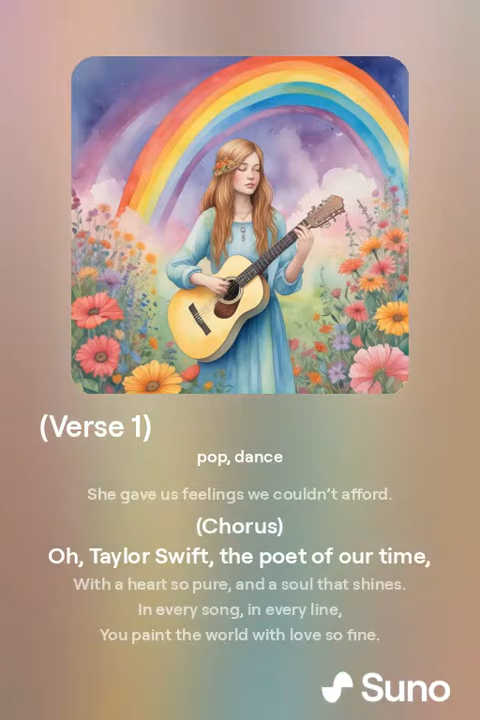 (Verse 1)
pop, dance
She gave us feelings we couldn't afford.
(Chorus)
Oh, Taylor Swift, the poet of our time,
With a heart so pure, and a soul that shines.
In every song, in every line,
You paint the world with love so fine.
Suno